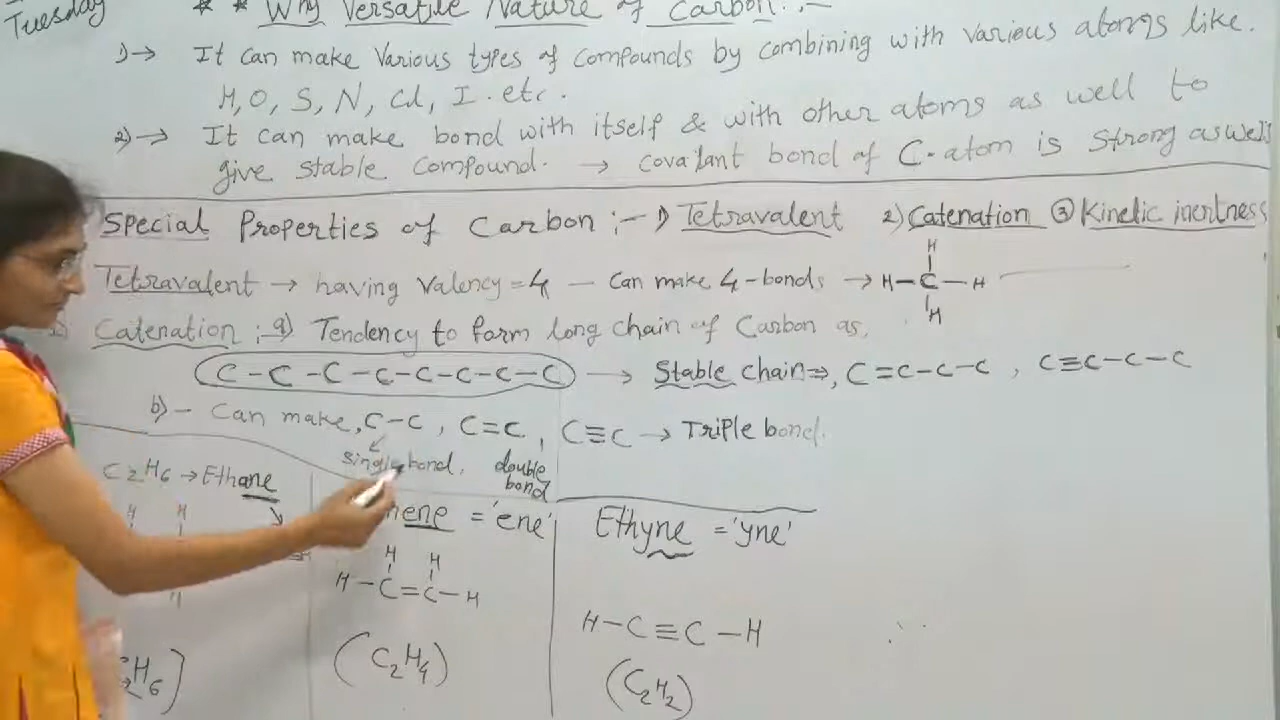 Tuesday
* * Why Versatile Nature of Carbon :-
1) → It can make Various types of compounds by combining with various atoms like.
H, O, S, N, Cl, I. etc.
2) → It can make bond with itself & with other atoms as well to
give stable compound. → covalant bond of C-atom is strong as well
Special Properties of Carbon :- 1) Tetravalent 2) Catenation ③ Kinetic inertness
Tetravalent → having Valency = 4 - Can make 4-bonds →
H
H-C-H
H
Catenation :- a) Tendency to form long chain of Carbon as,
C-C-C-C-C-C-C-C → Stable chain ⇒, C=C-C-C, C≡C-C-C
b) - Can make, C-C, C=C, C≡C → Triple bond.
single bond, double
bond
C2H6 → Ethane
ene = 'ene'
Ethyne = 'yne'
H H
H
H H
H-C=C-H
H-C≡C-H
H6)
(C2H4)
(C2H2)